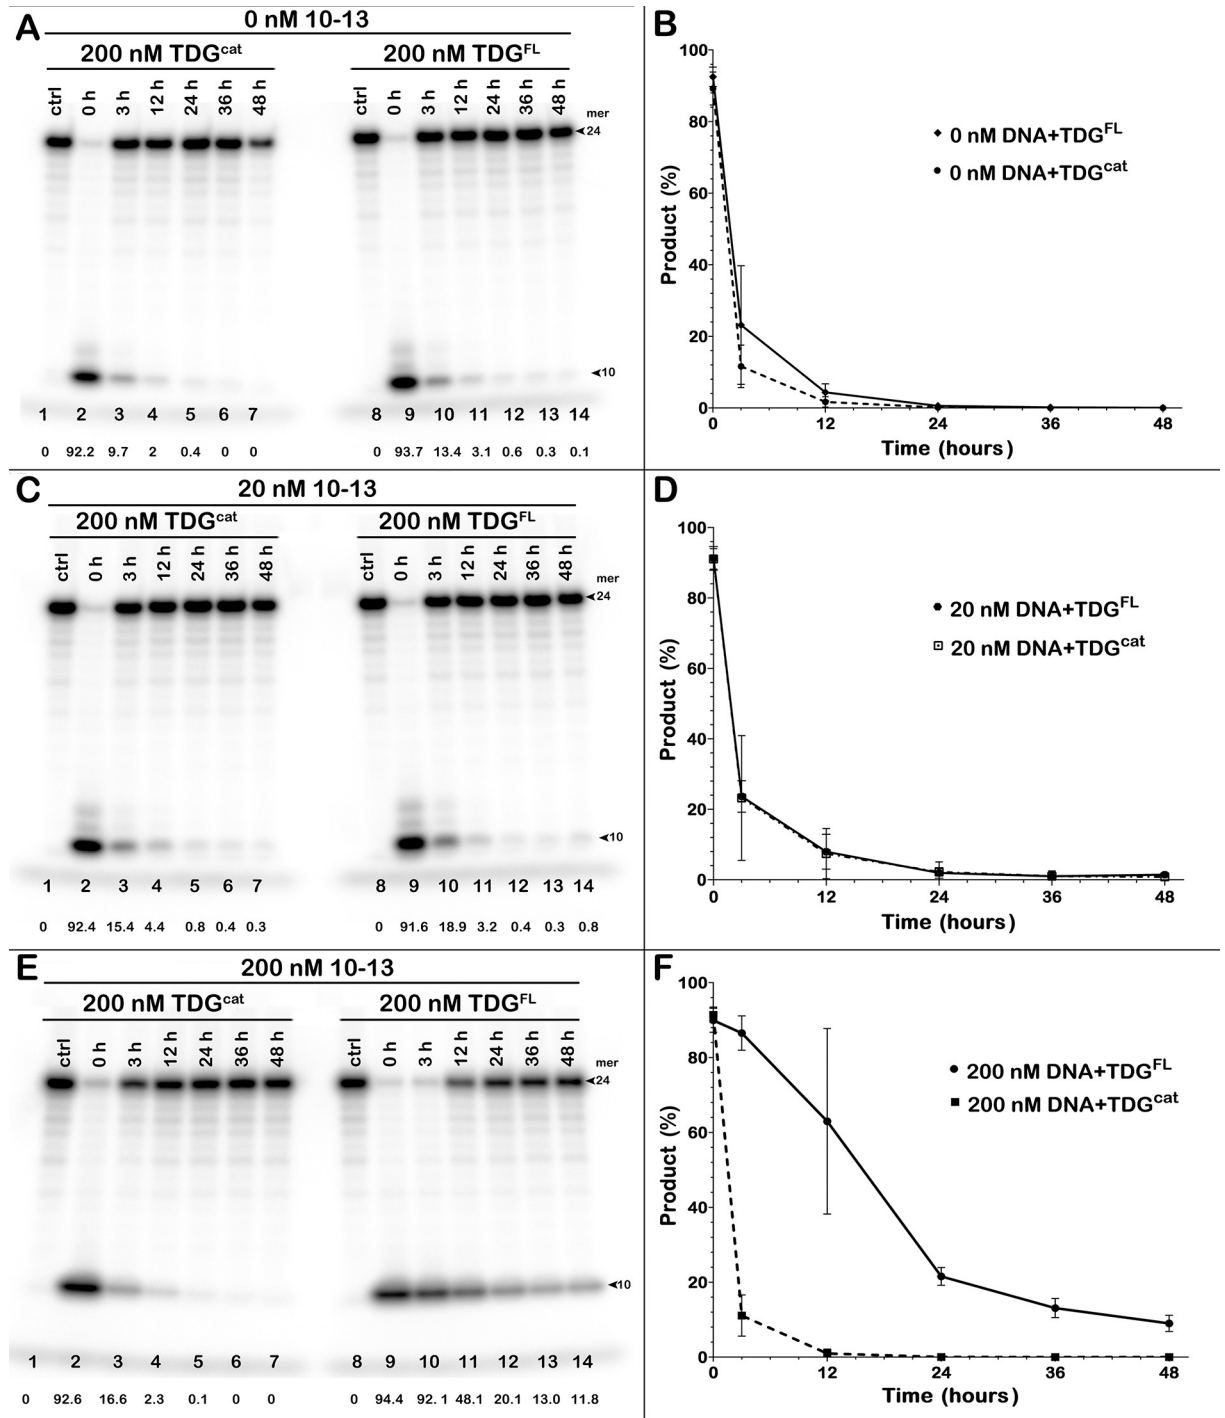 A
0 nM 10-13
200 nM TDGcat
200 nM TDGFL
ctrl 0 h 3 h 12 h 24 h 36 h 48 h
ctrl 0 h 3 h 12 h 24 h 36 h 48 h
mer
24
10
1 2 3 4 5 6 7 8 9 10 11 12 13 14
0 92.2 9.7 2 0.4 0 0 0 93.7 13.4 3.1 0.6 0.3 0.1
B
100
80
60
40
20
0
Product (%)
0 nM DNA+TDGFL
0 nM DNA+TDGcat
0 12 24 36 48
Time (hours)
C
20 nM 10-13
200 nM TDGcat
200 nM TDGFL
ctrl 0 h 3 h 12 h 24 h 36 h 48 h
ctrl 0 h 3 h 12 h 24 h 36 h 48 h
mer
24
10
1 2 3 4 5 6 7 8 9 10 11 12 13 14
0 92.4 15.4 4.4 0.8 0.4 0.3 0 91.6 18.9 3.2 0.4 0.3 0.8
D
100
80
60
40
20
0
Product (%)
20 nM DNA+TDGFL
20 nM DNA+TDGcat
0 12 24 36 48
Time (hours)
E
200 nM 10-13
200 nM TDGcat
200 nM TDGFL
ctrl 0 h 3 h 12 h 24 h 36 h 48 h
ctrl 0 h 3 h 12 h 24 h 36 h 48 h
mer
24
10
1 2 3 4 5 6 7 8 9 10 11 12 13 14
0 92.6 16.6 2.3 0.1 0 0 0 94.4 92. 1 48.1 20.1 13.0 11.8
F
100
80
60
40
20
0
Product (%)
200 nM DNA+TDGFL
200 nM DNA+TDGcat
0 12 24 36 48
Time (hours)